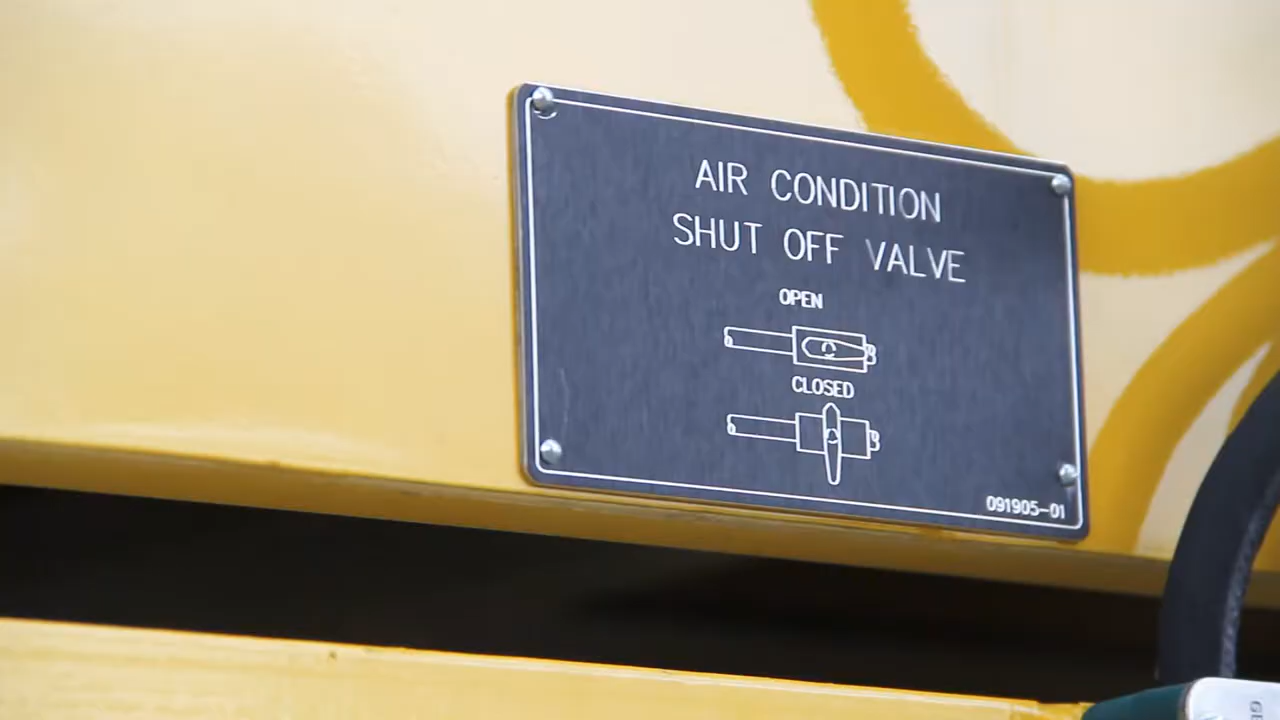 AIR CONDITION
SHUT OFF VALVE
OPEN
CLOSED
091905-01